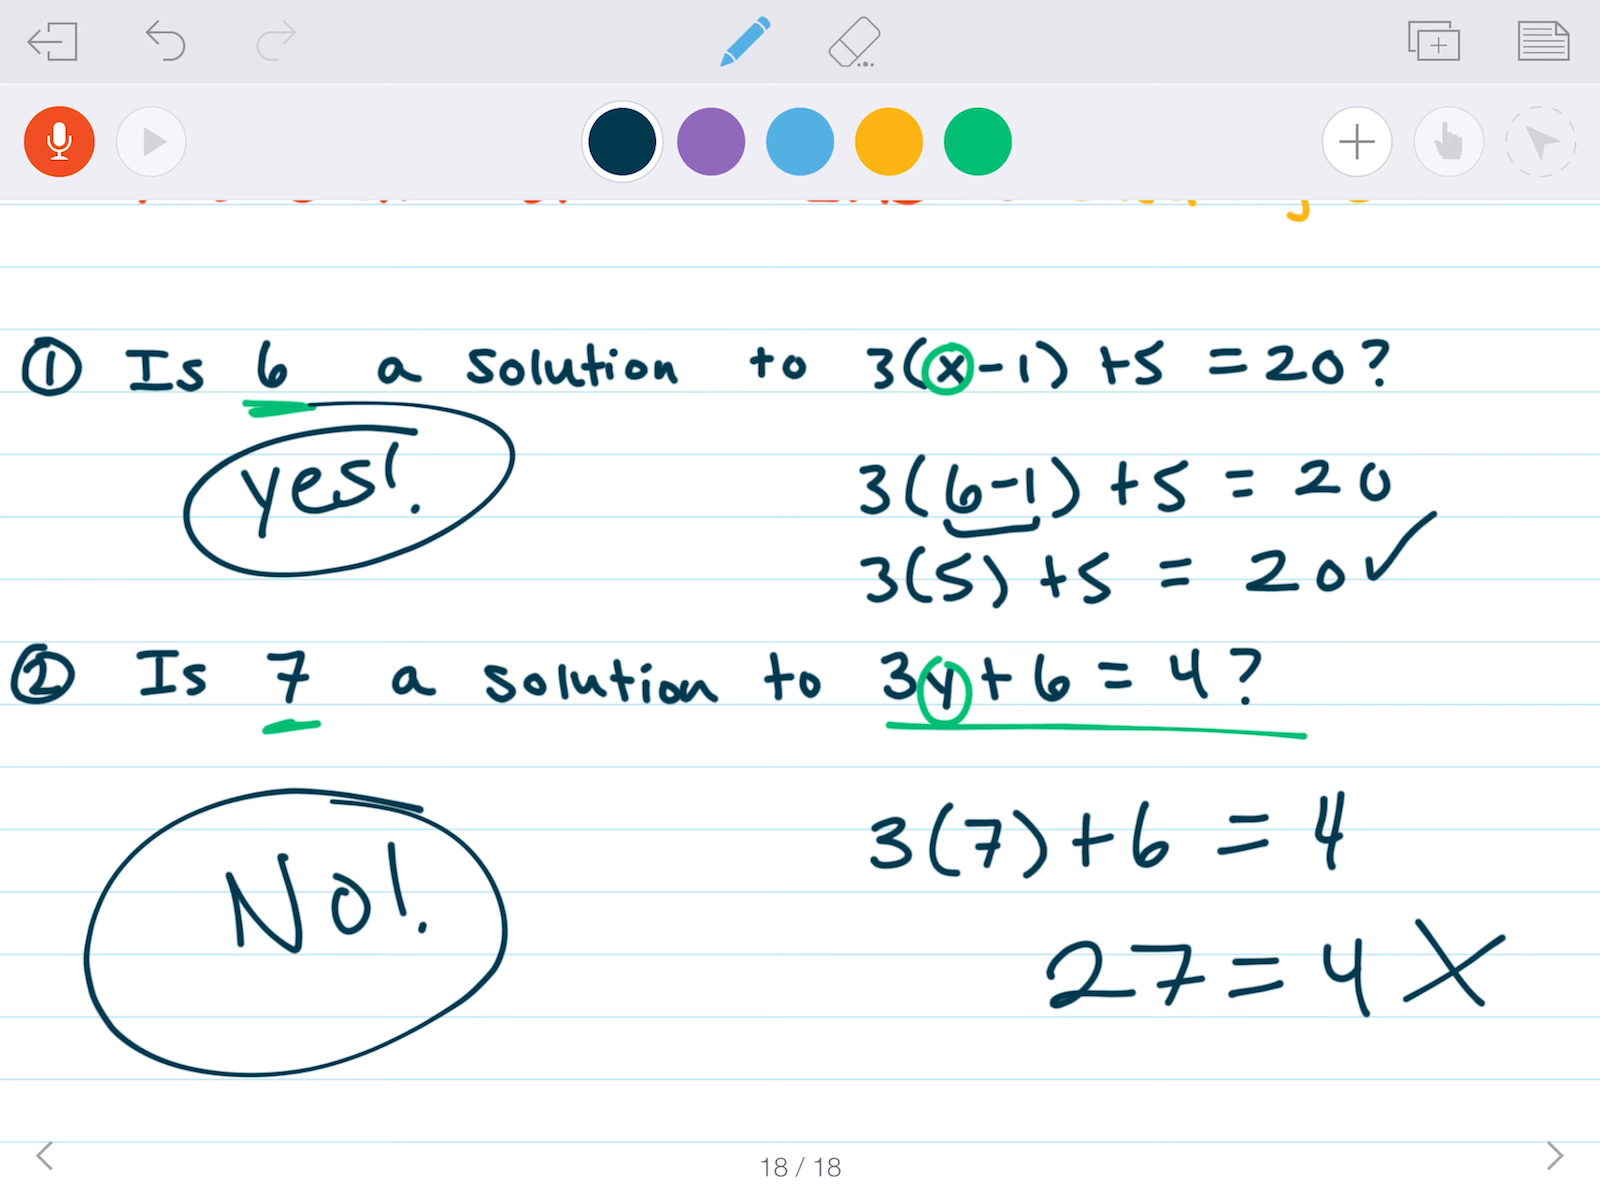 ① Is 6 a solution to 3(x-1) +5 = 20?
yes!
3(6-1) +5 = 20
3(5) +5 = 20✓
② Is 7 a solution to 3y+6 = 4?
No!
3(7)+6 = 4
27=4 X
18 / 18